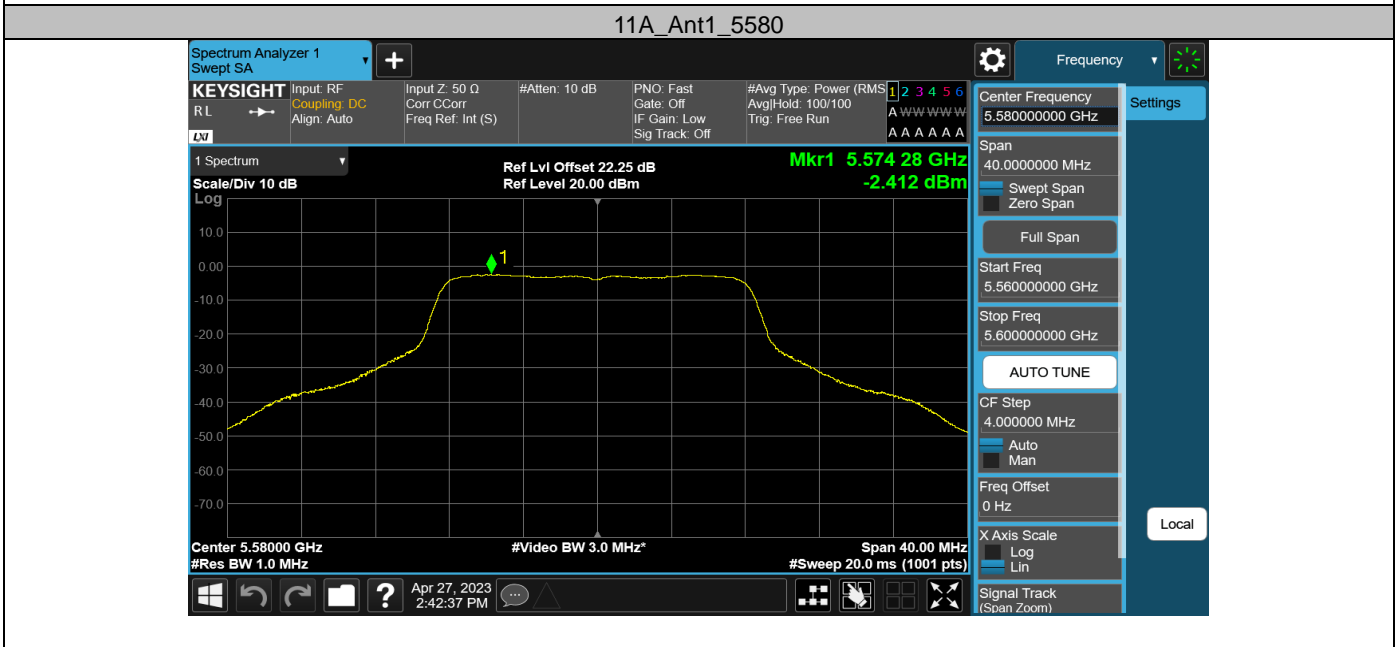 11A_Ant1_5580
Spectrum Analyzer 1
Swept SA
+
Frequency
KEYSIGHT
RL
LXI
Input: RF
Coupling: DC
Align: Auto
Input Z: 50 Ω
Corr CCorr
Freq Ref: Int (S)
#Atten: 10 dB
PNO: Fast
Gate: Off
IF Gain: Low
Sig Track: Off
#Avg Type: Power (RMS
Avg|Hold: 100/100
Trig: Free Run
1 2 3 4 5 6
A W W W W W
A A A A A A
Center Frequency
5.580000000 GHz
Settings
Span
40.0000000 MHz
Swept Span
Zero Span
Full Span
Start Freq
5.560000000 GHz
Stop Freq
5.600000000 GHz
AUTO TUNE
CF Step
4.000000 MHz
Auto
Man
Freq Offset
0 Hz
X Axis Scale
Log
Lin
Signal Track
(Span Zoom)
Local
1 Spectrum
Scale/Div 10 dB
Log
Ref Lvl Offset 22.25 dB
Ref Level 20.00 dBm
Mkr1 5.574 28 GHz
-2.412 dBm
1
10.0
0.00
-10.0
-20.0
-30.0
-40.0
-50.0
-60.0
-70.0
Center 5.58000 GHz
#Video BW 3.0 MHz*
Span 40.00 MHz
#Res BW 1.0 MHz
#Sweep 20.0 ms (1001 pts)
?
Apr 27, 2023
2:42:37 PM